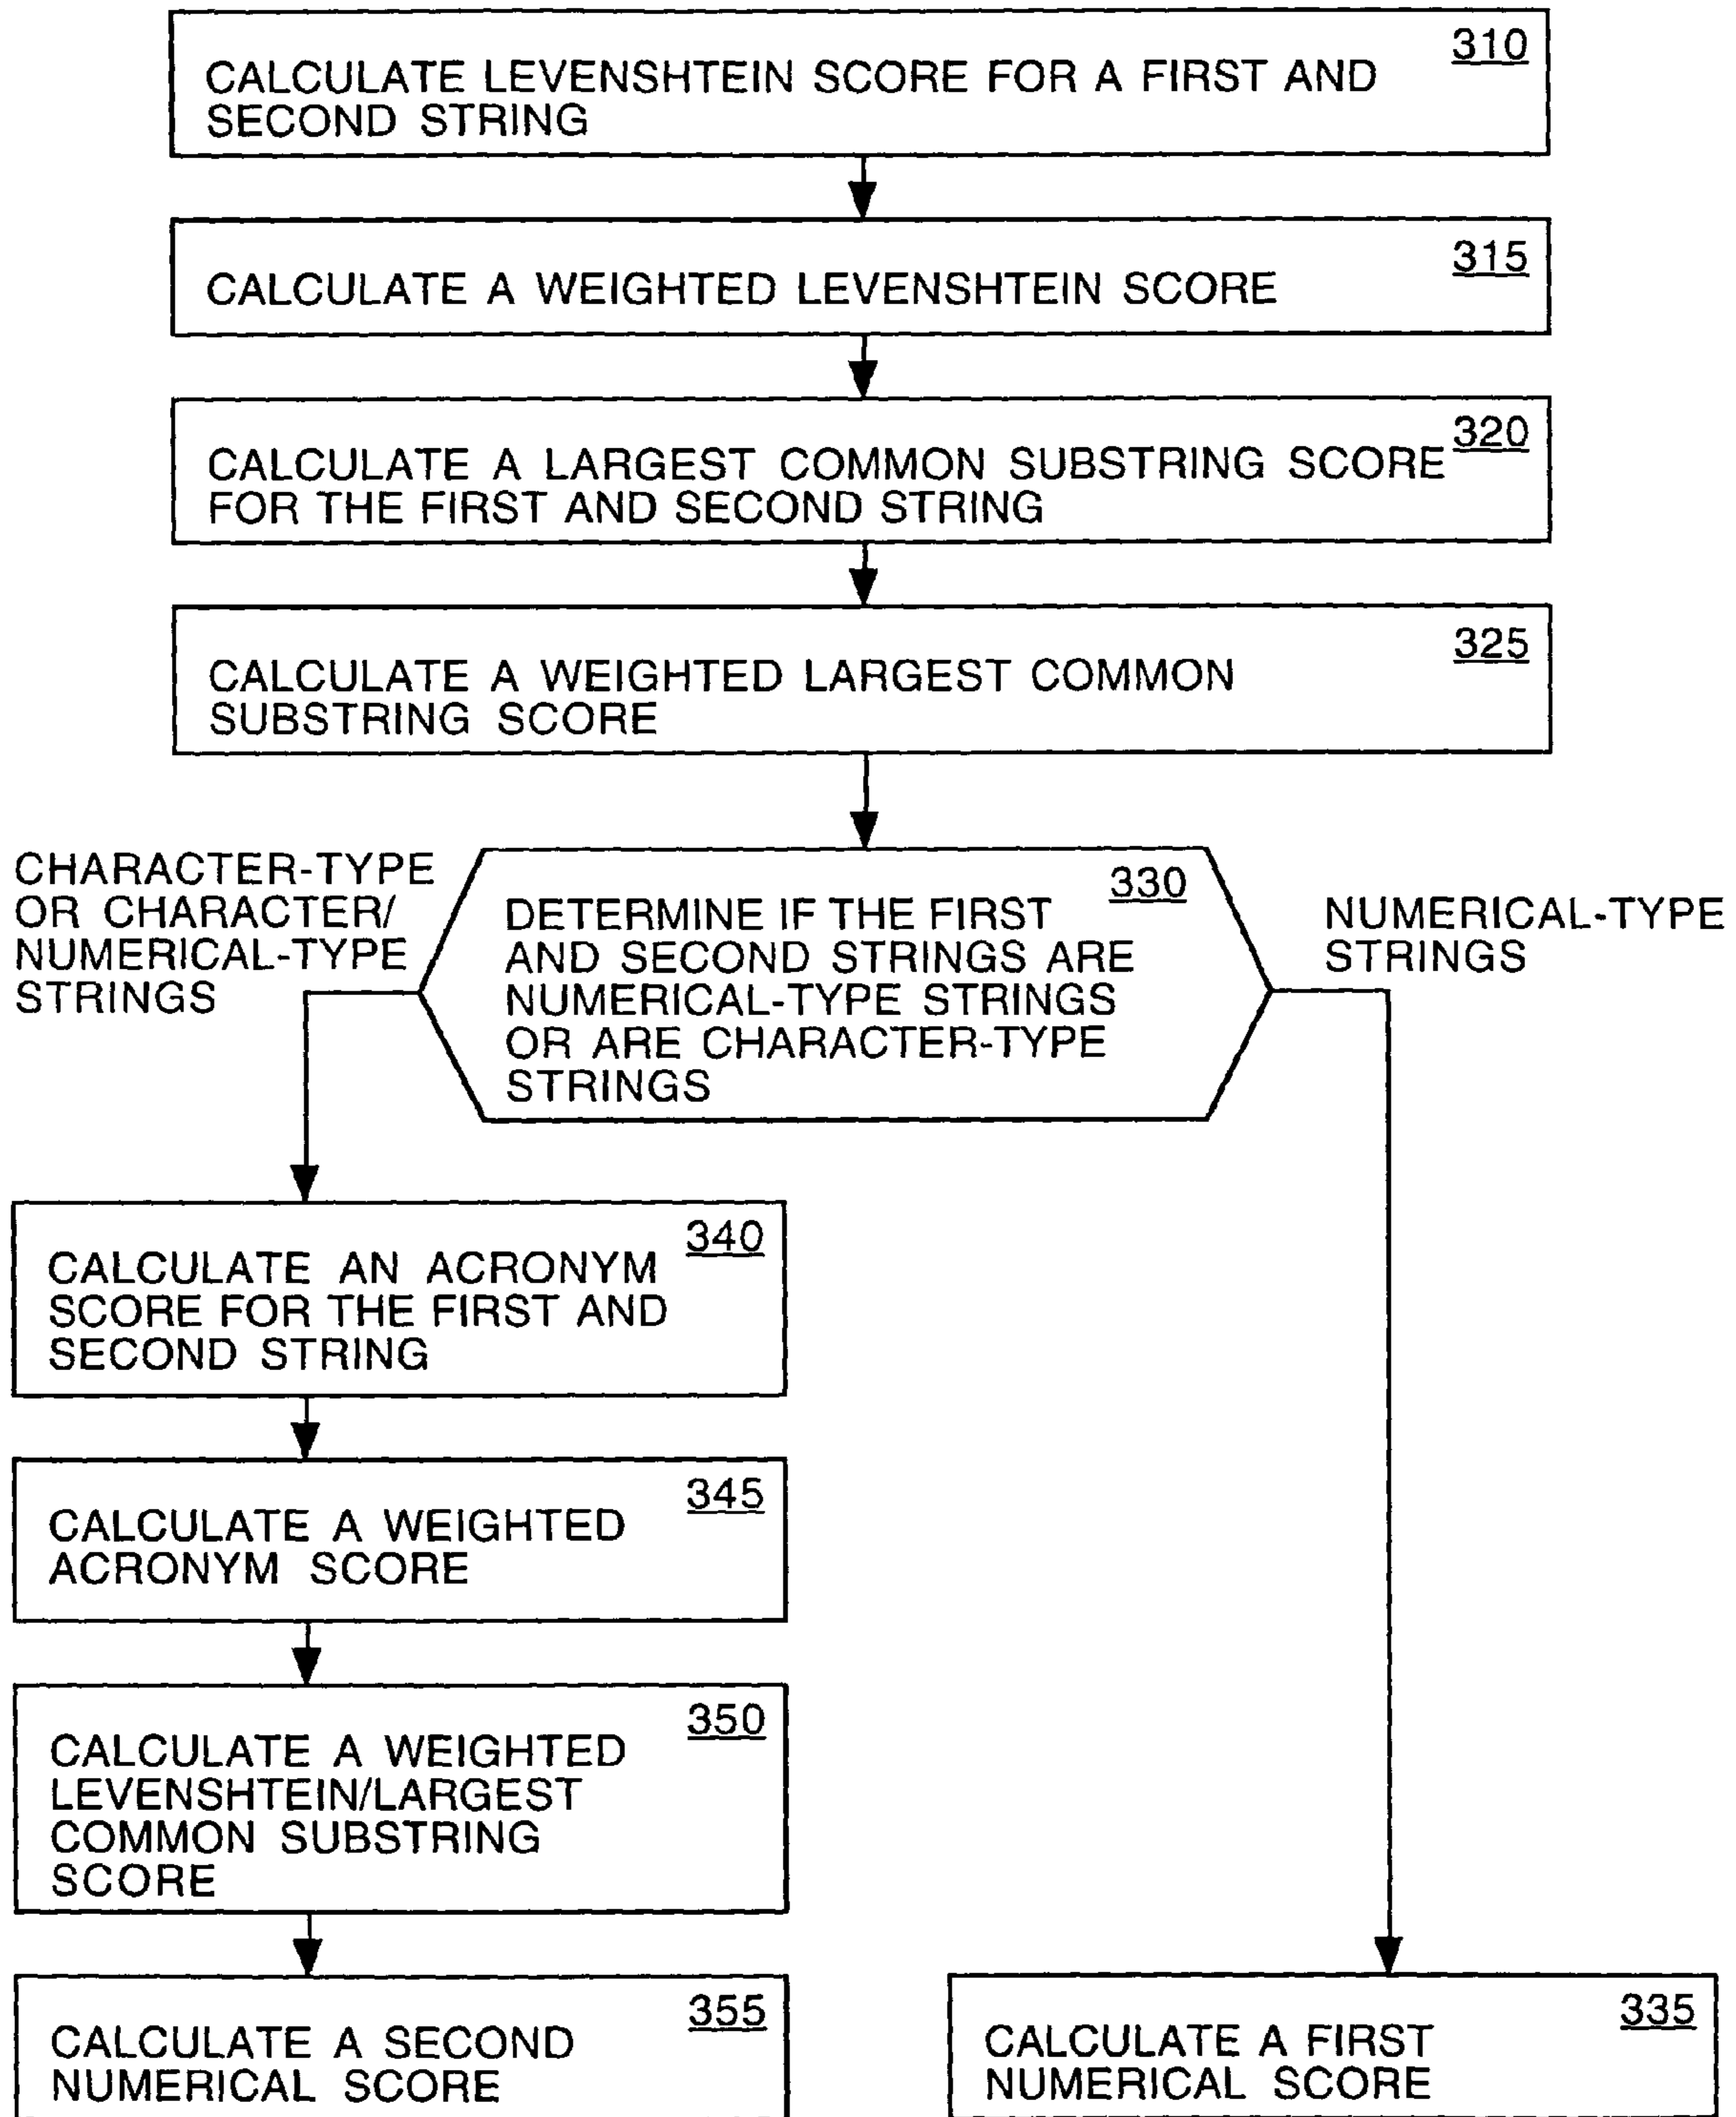 310
CALCULATE LEVENSHTEIN SCORE FOR A FIRST AND
SECOND STRING
315
CALCULATE A WEIGHTED LEVENSHTEIN SCORE
320
CALCULATE A LARGEST COMMON SUBSTRING SCORE
FOR THE FIRST AND SECOND STRING
325
CALCULATE A WEIGHTED LARGEST COMMON
SUBSTRING SCORE
CHARACTER-TYPE
OR CHARACTER/
NUMERICAL-TYPE
STRINGS
330
DETERMINE IF THE FIRST
AND SECOND STRINGS ARE
NUMERICAL-TYPE STRINGS
OR ARE CHARACTER-TYPE
STRINGS
NUMERICAL-TYPE
STRINGS
340
CALCULATE AN ACRONYM
SCORE FOR THE FIRST AND
SECOND STRING
345
CALCULATE A WEIGHTED
ACRONYM SCORE
350
CALCULATE A WEIGHTED
LEVENSHTEIN/LARGEST
COMMON SUBSTRING
SCORE
355
CALCULATE A SECOND
NUMERICAL SCORE
335
CALCULATE A FIRST
NUMERICAL SCORE